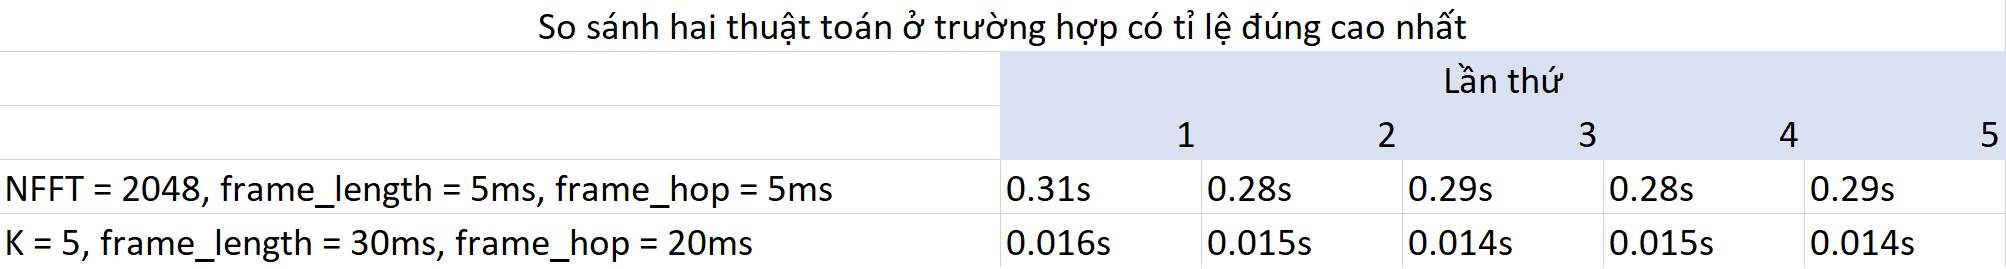 So sánh hai thuật toán ở trường hợp có tỉ lệ đúng cao nhất
Lần thứ
1 2 3 4 5
NFFT = 2048, frame_length = 5ms, frame_hop = 5ms 0.31s 0.28s 0.29s 0.28s 0.29s
K = 5, frame_length = 30ms, frame_hop = 20ms 0.016s 0.015s 0.014s 0.015s 0.014s